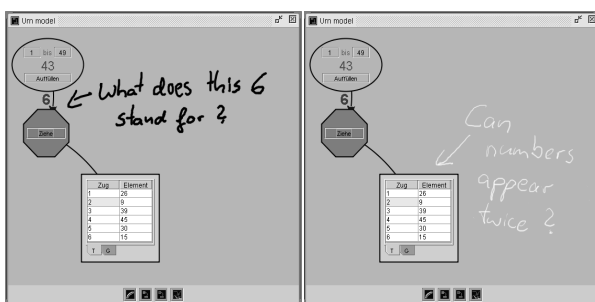 Urn model
1 bis 49
43
Auffüllen
6
What does this 6
stand for ?
Ziehe
Zug Element
1 26
2 9
3 39
4 45
5 30
6 15
T G
Urn model
1 bis 49
43
Auffüllen
6
Ziehe
Can
numbers
appear
twice ?
Zug Element
1 26
2 9
3 39
4 45
5 30
6 15
T G